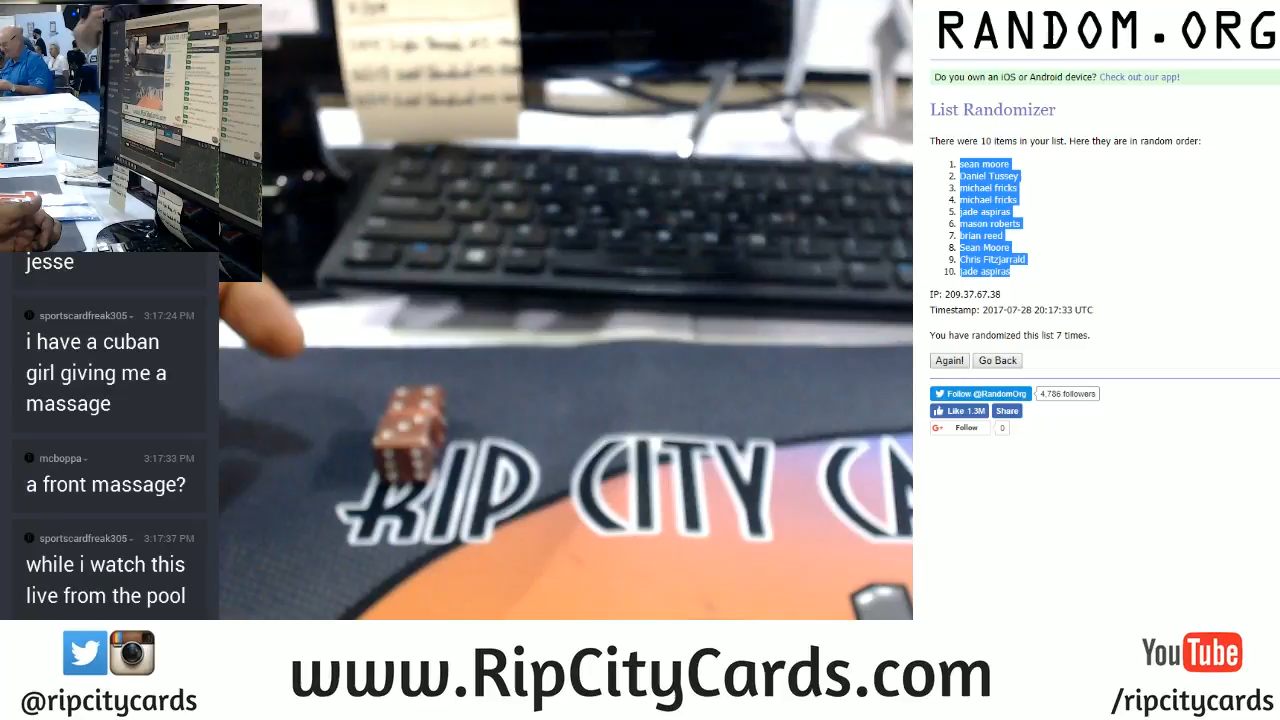 jesse
sportscardfreak305
3:17:24 PM
i have a cuban
girl giving me a
massage
mcboppa
3:17:33 PM
a front massage?
sportscardfreak305
3:17:37 PM
while i watch this
live from the pool
RIP CITY CA
RANDOM.ORG
Do you own an iOS or Android device? Check out our app!
List Randomizer
There were 10 items in your list. Here they are in random order:
1. sean moore
2. Daniel Tussey
3. michael fricks
4. michael fricks
5. jade aspiras
6. mason roberts
7. brian reed
8. Sean Moore
9. Chris Fitzjarrald
10. jade aspiras
IP: 209.37.67.38
Timestamp: 2017-07-28 20:17:33 UTC
You have randomized this list 7 times.
Again! Go Back
Follow @RandomOrg 4,786 followers
Like 1.3M Share
G+ Follow 0
@ripcitycards
www.RipCityCards.com
YouTube
/ripcitycards